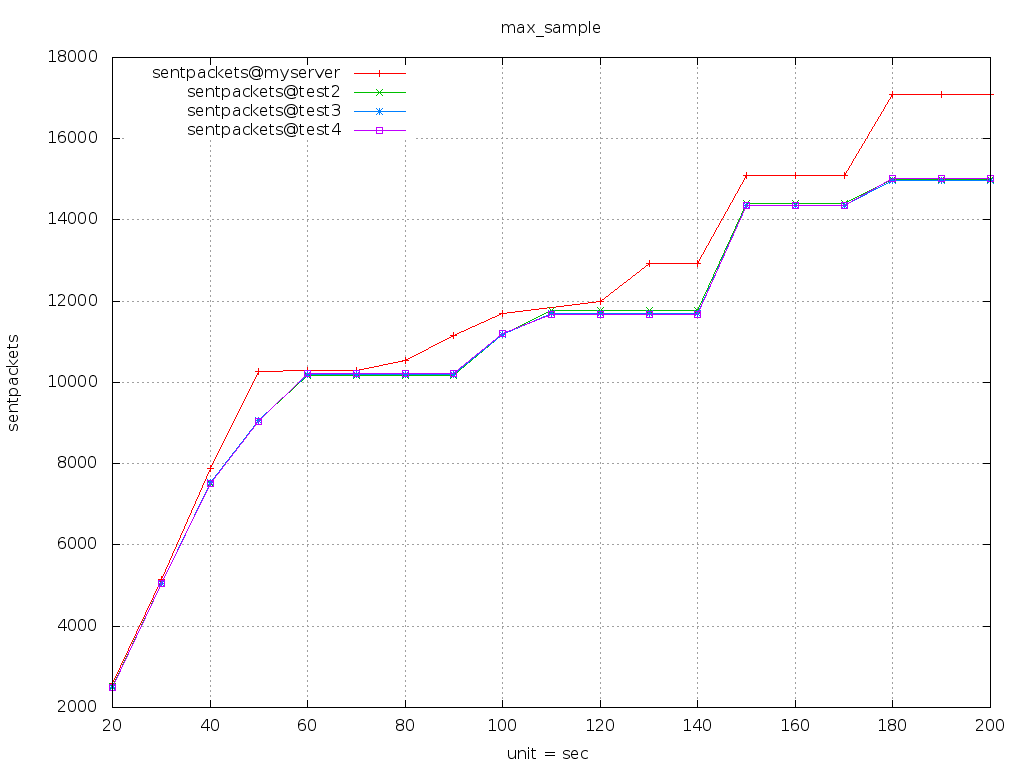 max_sample
18000
16000
14000
12000
10000
8000
6000
4000
2000
sentpackets
sentpackets@myserver
sentpackets@test2
sentpackets@test3
sentpackets@test4
20 40 60 80 100 120 140 160 180 200
unit = sec